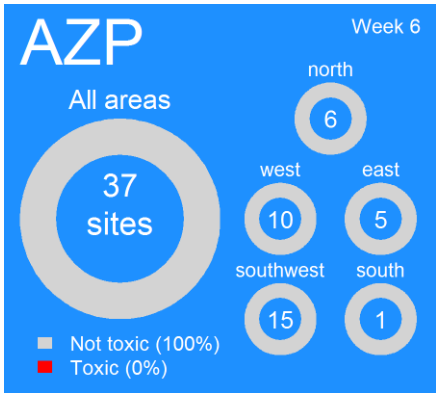 AZP
Week 6
All areas
37
sites
north
6
west
10
east
5
southwest
15
south
1
Not toxic (100%)
Toxic (0%)